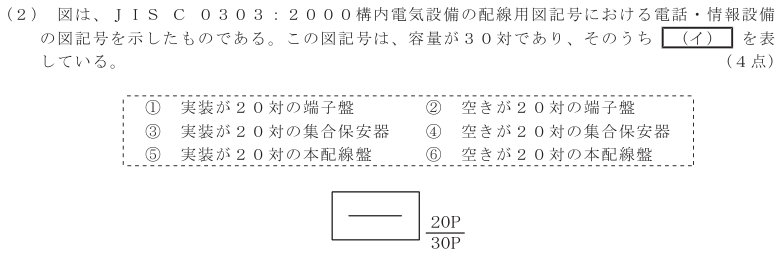 (2) 図は、JIS C 0303:2000構内電気設備の配線用図記号における電話・情報設備
の図記号を示したものである。この図記号は、容量が30対であり、そのうち (イ) を表
している。 (4点)
① 実装が20対の端子盤 ② 空きが20対の端子盤
③ 実装が20対の集合保安器 ④ 空きが20対の集合保安器
⑤ 実装が20対の本配線盤 ⑥ 空きが20対の本配線盤
20P
30P